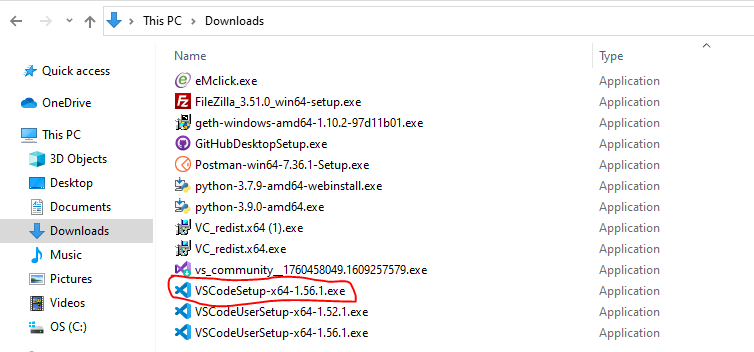 This PC > Downloads
Name Type
Quick access
OneDrive
This PC
3D Objects
Desktop
Documents
Downloads
Music
Pictures
Videos
OS (C:)
eMclick.exe Application
FileZilla_3.51.0_win64-setup.exe Application
geth-windows-amd64-1.10.2-97d11b01.exe Application
GitHubDesktopSetup.exe Application
Postman-win64-7.36.1-Setup.exe Application
python-3.7.9-amd64-webinstall.exe Application
python-3.9.0-amd64.exe Application
VC_redist.x64 (1).exe Application
VC_redist.x64.exe Application
vs_community__1760458049.1609257579.exe Application
VSCodeSetup-x64-1.56.1.exe Application
VSCodeUserSetup-x64-1.52.1.exe Application
VSCodeUserSetup-x64-1.56.1.exe Application